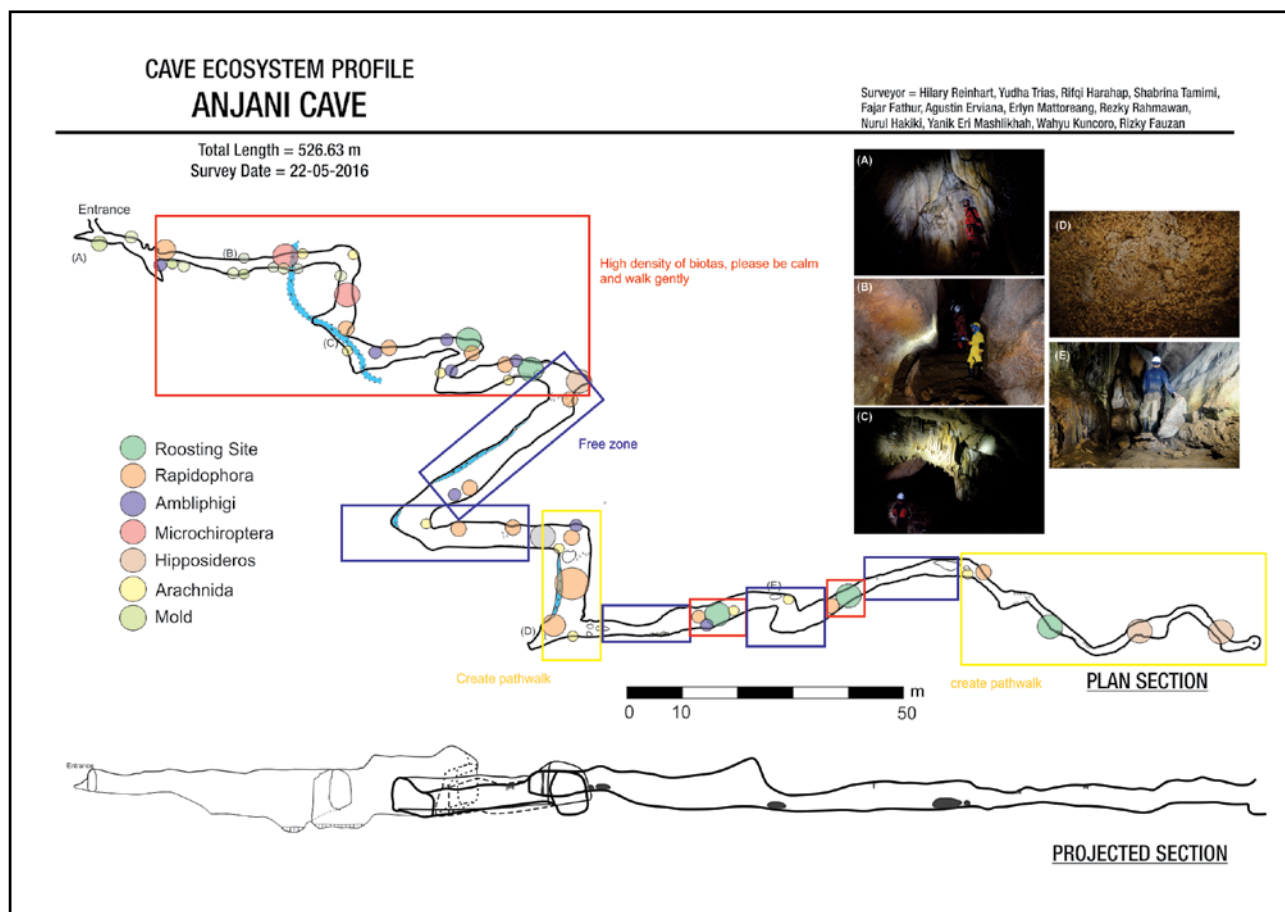 CAVE ECOSYSTEM PROFILE
ANJANI CAVE
Surveyor = Hilary Reinhart, Yudha Trias, Rifqi Harahap, Shabrina Tamimi,
Fajar Fathur, Agustin Erviana, Erlyn Mattoreang, Rezky Rahmawan,
Nurul Hakiki, Yanik Eri Mashlikhah, Wahyu Kuncoro, Rizky Fauzan
Total Length = 526.63 m
Survey Date = 22-05-2016
Entrance
(A)
(B)
(C)
High density of biotas, please be calm
and walk gently
(A)
(B)
(C)
(D)
(E)
Free zone
Roosting Site
Rapidophora
Ambliphigi
Microchiroptera
Hipposideros
Arachnida
Mold
(D)
(E)
Create pathwalk
create pathwalk
PLAN SECTION
m
0 10 50
Entrance
PROJECTED SECTION